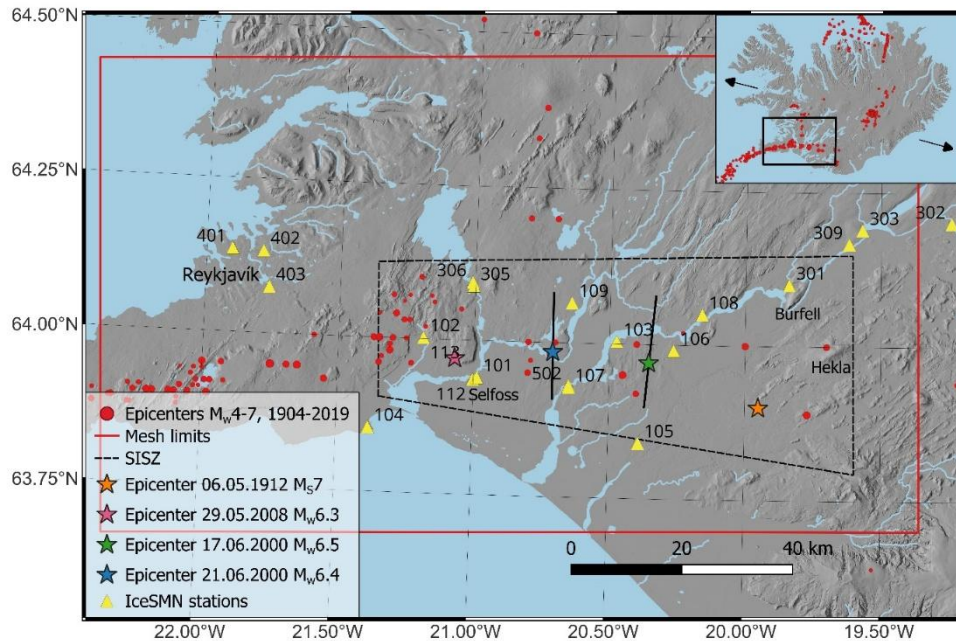 64.50°N
64.25°N
64.00°N
63.75°N
401
402
Reykjavík
403
306
305
102
113
101
112
Selfoss
104
109
502
107
103
106
108
105
301
Búrfell
Hekla
309
303
302
Epicenters Mw4-7, 1904-2019
Mesh limits
SISZ
Epicenter 06.05.1912 MS7
Epicenter 29.05.2008 Mw6.3
Epicenter 17.06.2000 Mw6.5
Epicenter 21.06.2000 Mw6.4
IceSMN stations
0 20 40 km
22.00°W 21.50°W 21.00°W 20.50°W 20.00°W 19.50°W